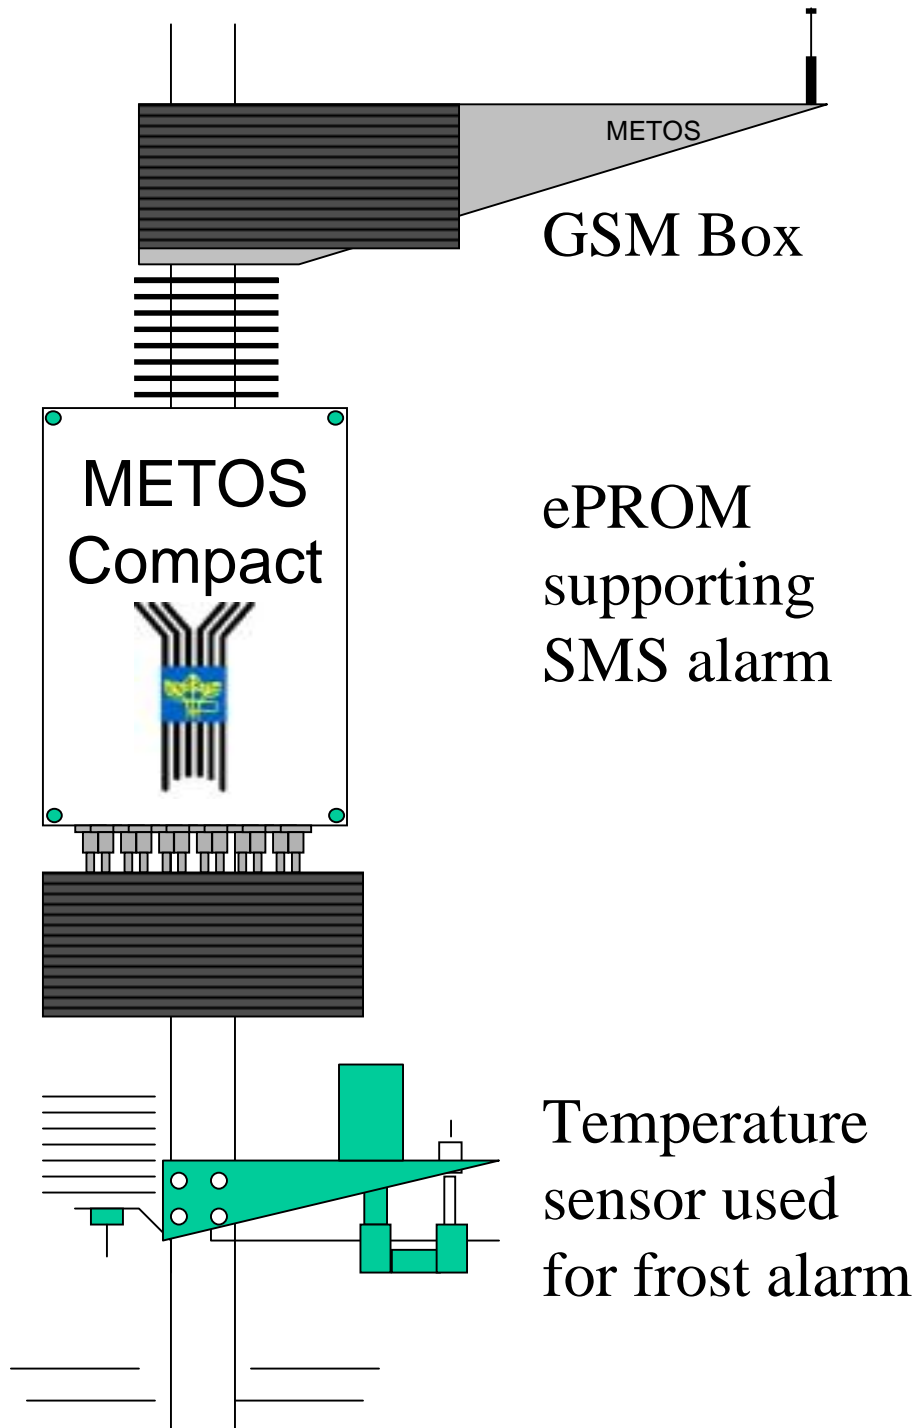 METOS
GSM Box
METOS
Compact
ePROM
supporting
SMS alarm
Temperature
sensor used
for frost alarm